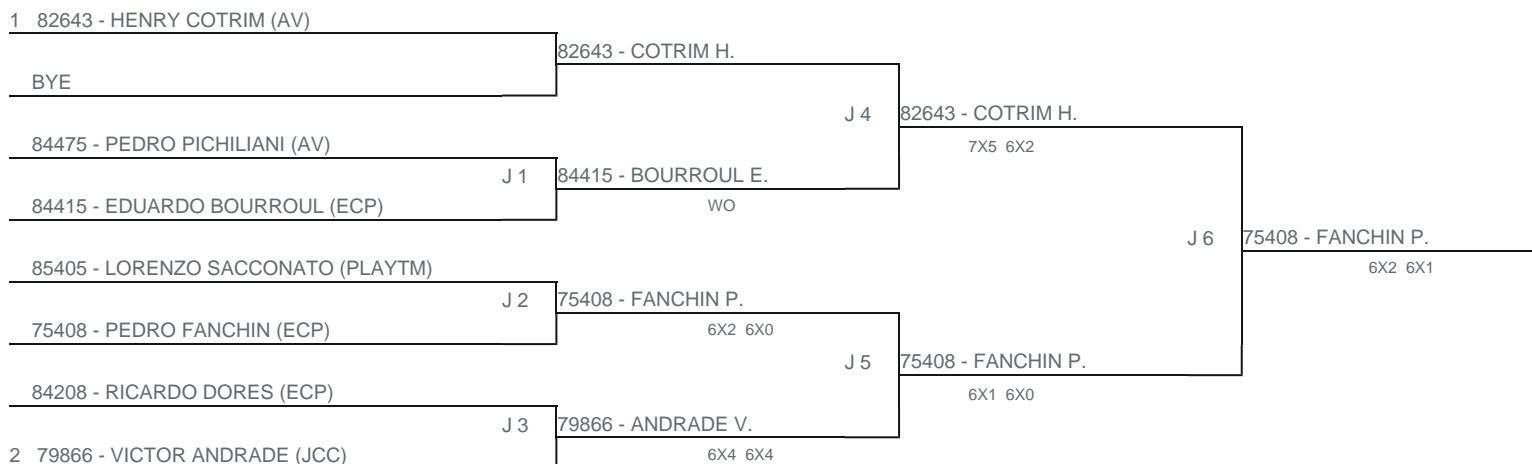 1 82643 - HENRY COTRIM (AV)
82643 - COTRIM H.
BYE
J 4
82643 - COTRIM H.
7X5 6X2
84475 - PEDRO PICHILIANI (AV)
J 1
84415 - BOURROUL E.
WO
84415 - EDUARDO BOURROUL (ECP)
J 6
75408 - FANCHIN P.
6X2 6X1
85405 - LORENZO SACCONATO (PLAYTM)
J 2
75408 - FANCHIN P.
6X2 6X0
75408 - PEDRO FANCHIN (ECP)
J 5
75408 - FANCHIN P.
6X1 6X0
84208 - RICARDO DORES (ECP)
J 3
79866 - ANDRADE V.
6X4 6X4
2 79866 - VICTOR ANDRADE (JCC)